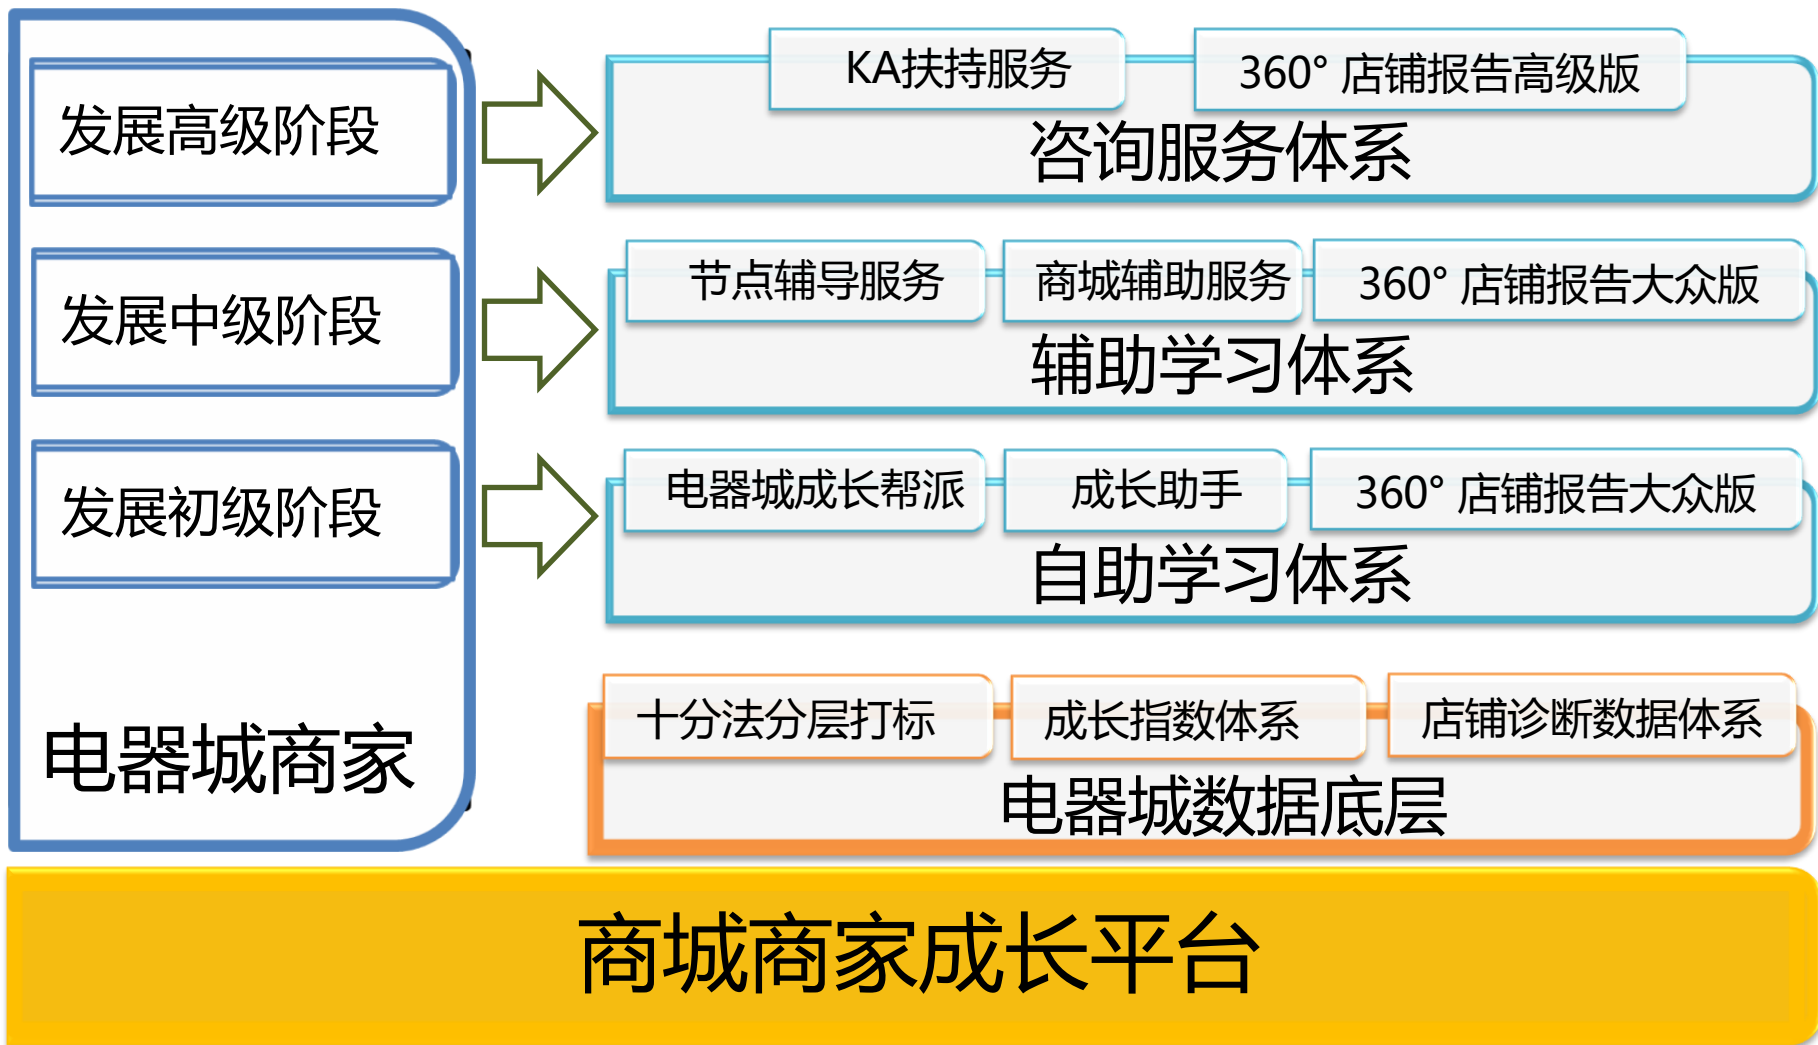 发展高级阶段
KA扶持服务
360° 店铺报告高级版
咨询服务体系
发展中级阶段
节点辅导服务
商城辅助服务
360° 店铺报告大众版
辅助学习体系
发展初级阶段
电器城成长帮派
成长助手
360° 店铺报告大众版
自助学习体系
电器城商家
十分法分层打标
成长指数体系
店铺诊断数据体系
电器城数据底层
商城商家成长平台